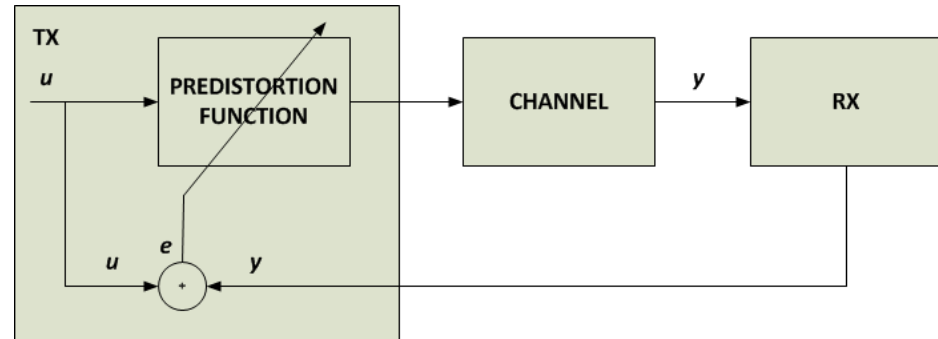 TX
u
PREDISTORTION
FUNCTION
CHANNEL
y
RX
e
u
y
+